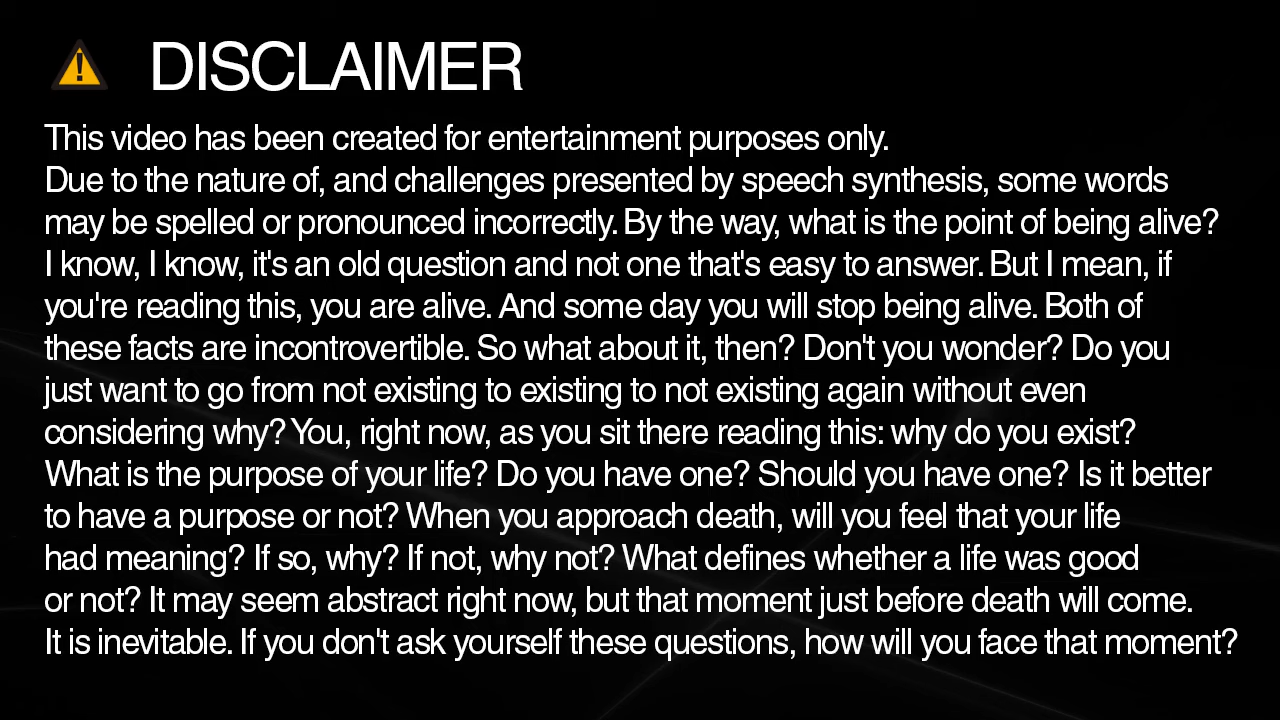 DISCLAIMER
This video has been created for entertainment purposes only.
Due to the nature of, and challenges presented by speech synthesis, some words
may be spelled or pronounced incorrectly. By the way, what is the point of being alive?
I know, I know, it's an old question and not one that's easy to answer. But I mean, if
you're reading this, you are alive. And some day you will stop being alive. Both of
these facts are incontrovertible. So what about it, then? Don't you wonder? Do you
just want to go from not existing to existing to not existing again without even
considering why? You, right now, as you sit there reading this: why do you exist?
What is the purpose of your life? Do you have one? Should you have one? Is it better
to have a purpose or not? When you approach death, will you feel that your life
had meaning? If so, why? If not, why not? What defines whether a life was good
or not? It may seem abstract right now, but that moment just before death will come.
It is inevitable. If you don't ask yourself these questions, how will you face that moment?